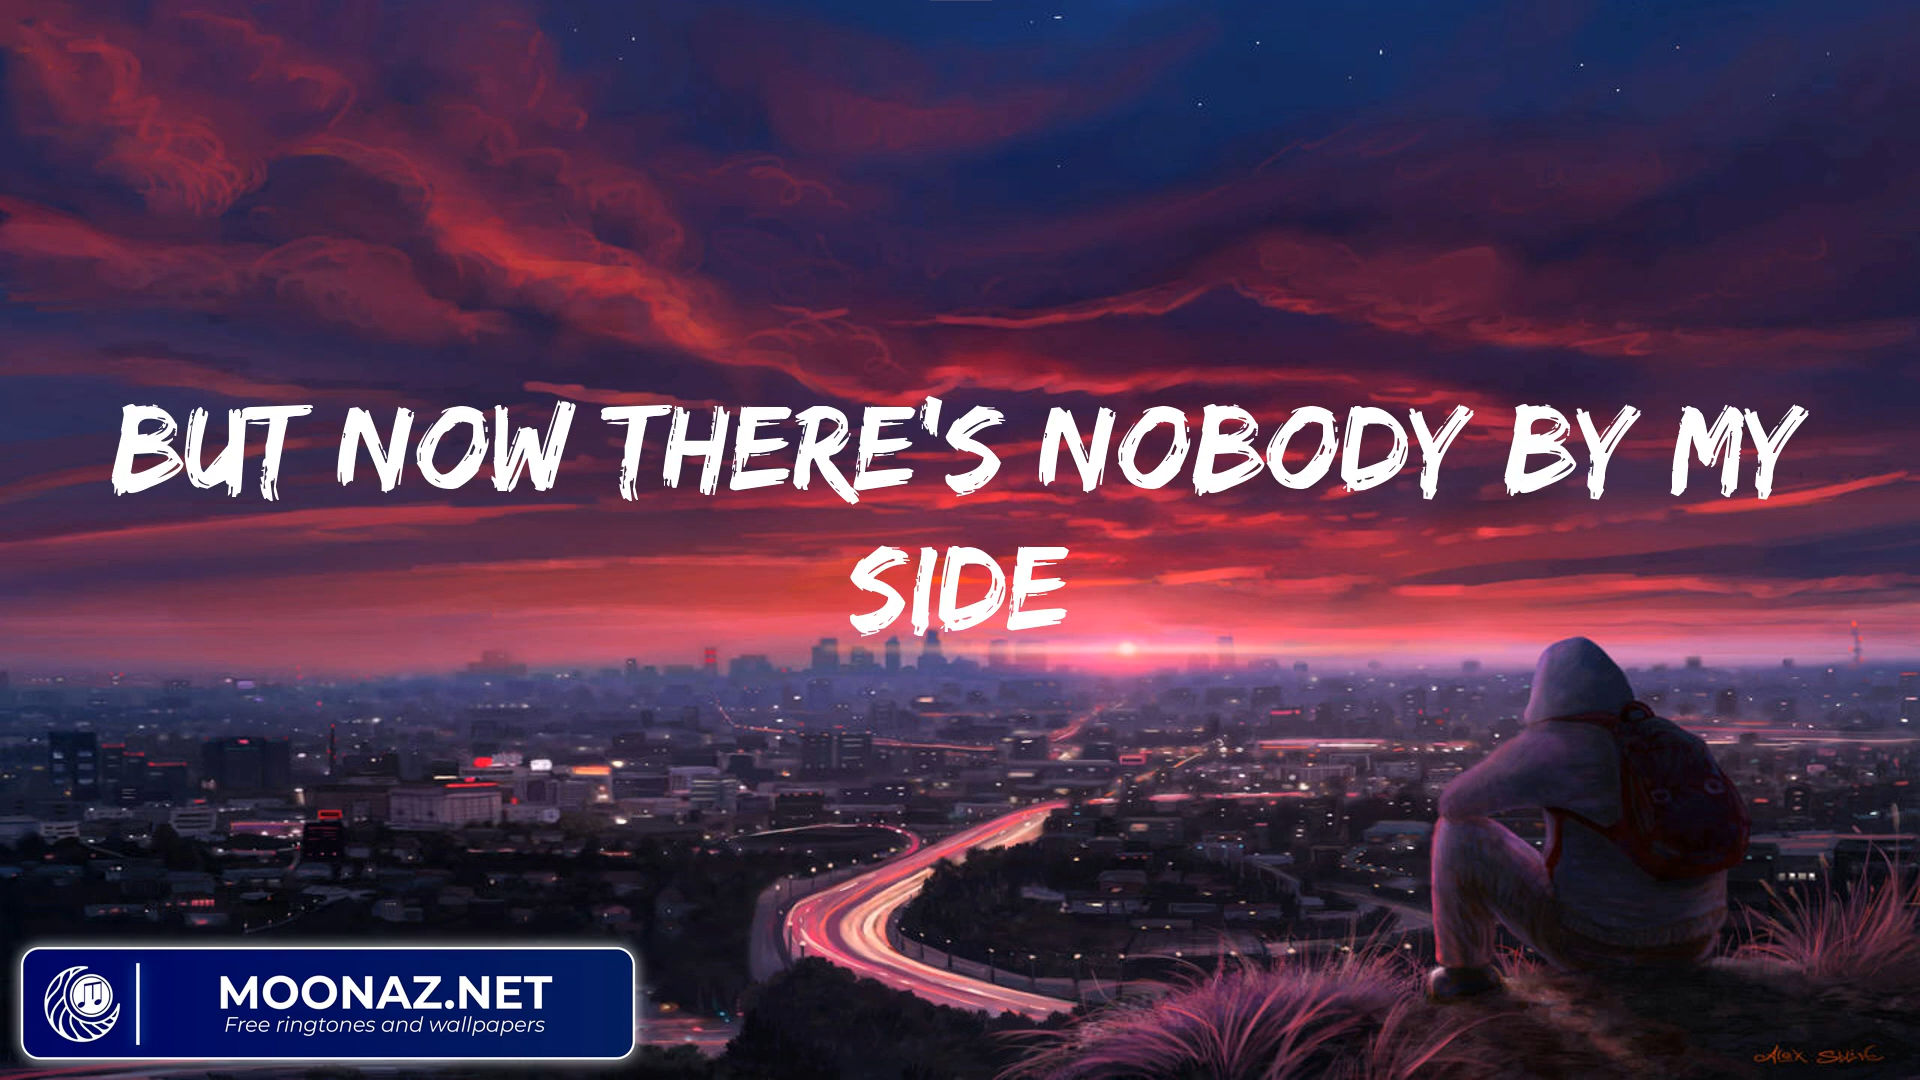 BUT NOW THERE'S NOBODY BY MY
SIDE
MOONAZ.NET
Free ringtones and wallpapers